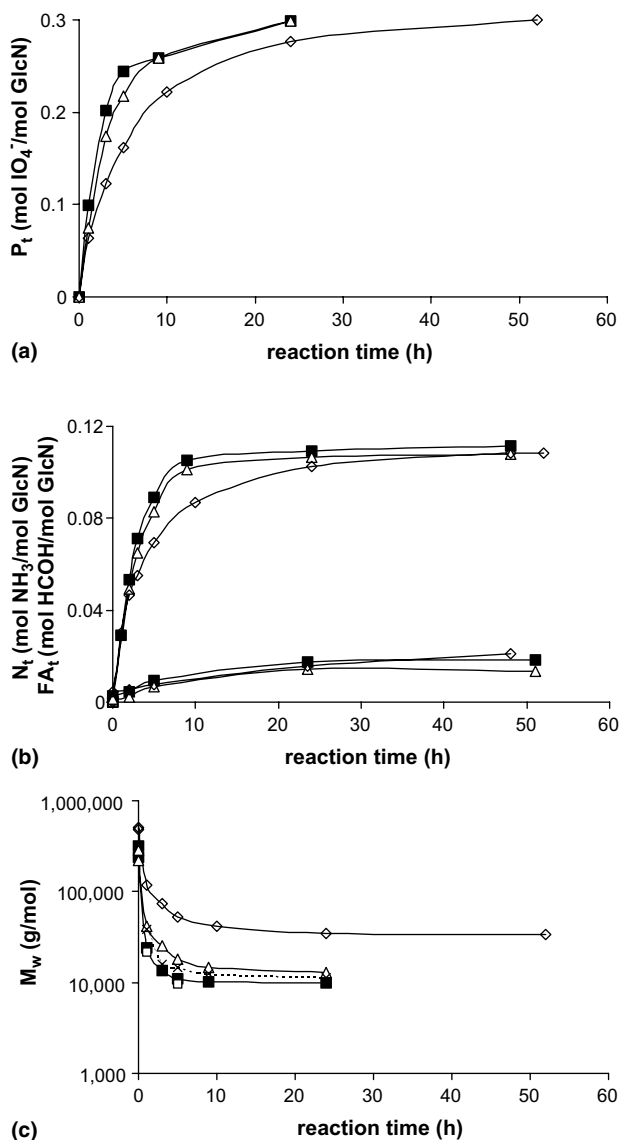 0.3
0.2
0.1
0
P_t (mol IO_4^-/mol GlcN)
0 10 20 30 40 50 60
(a) reaction time (h)
0.12
0.08
0.04
0.00
N_t (mol NH_3/mol GlcN)
FA_t (mol HCOH/mol GlcN)
0 10 20 30 40 50 60
(b) reaction time (h)
1,000,000
100,000
10,000
1,000
M_w (g/mol)
0 10 20 30 40 50 60
(c) reaction time (h)